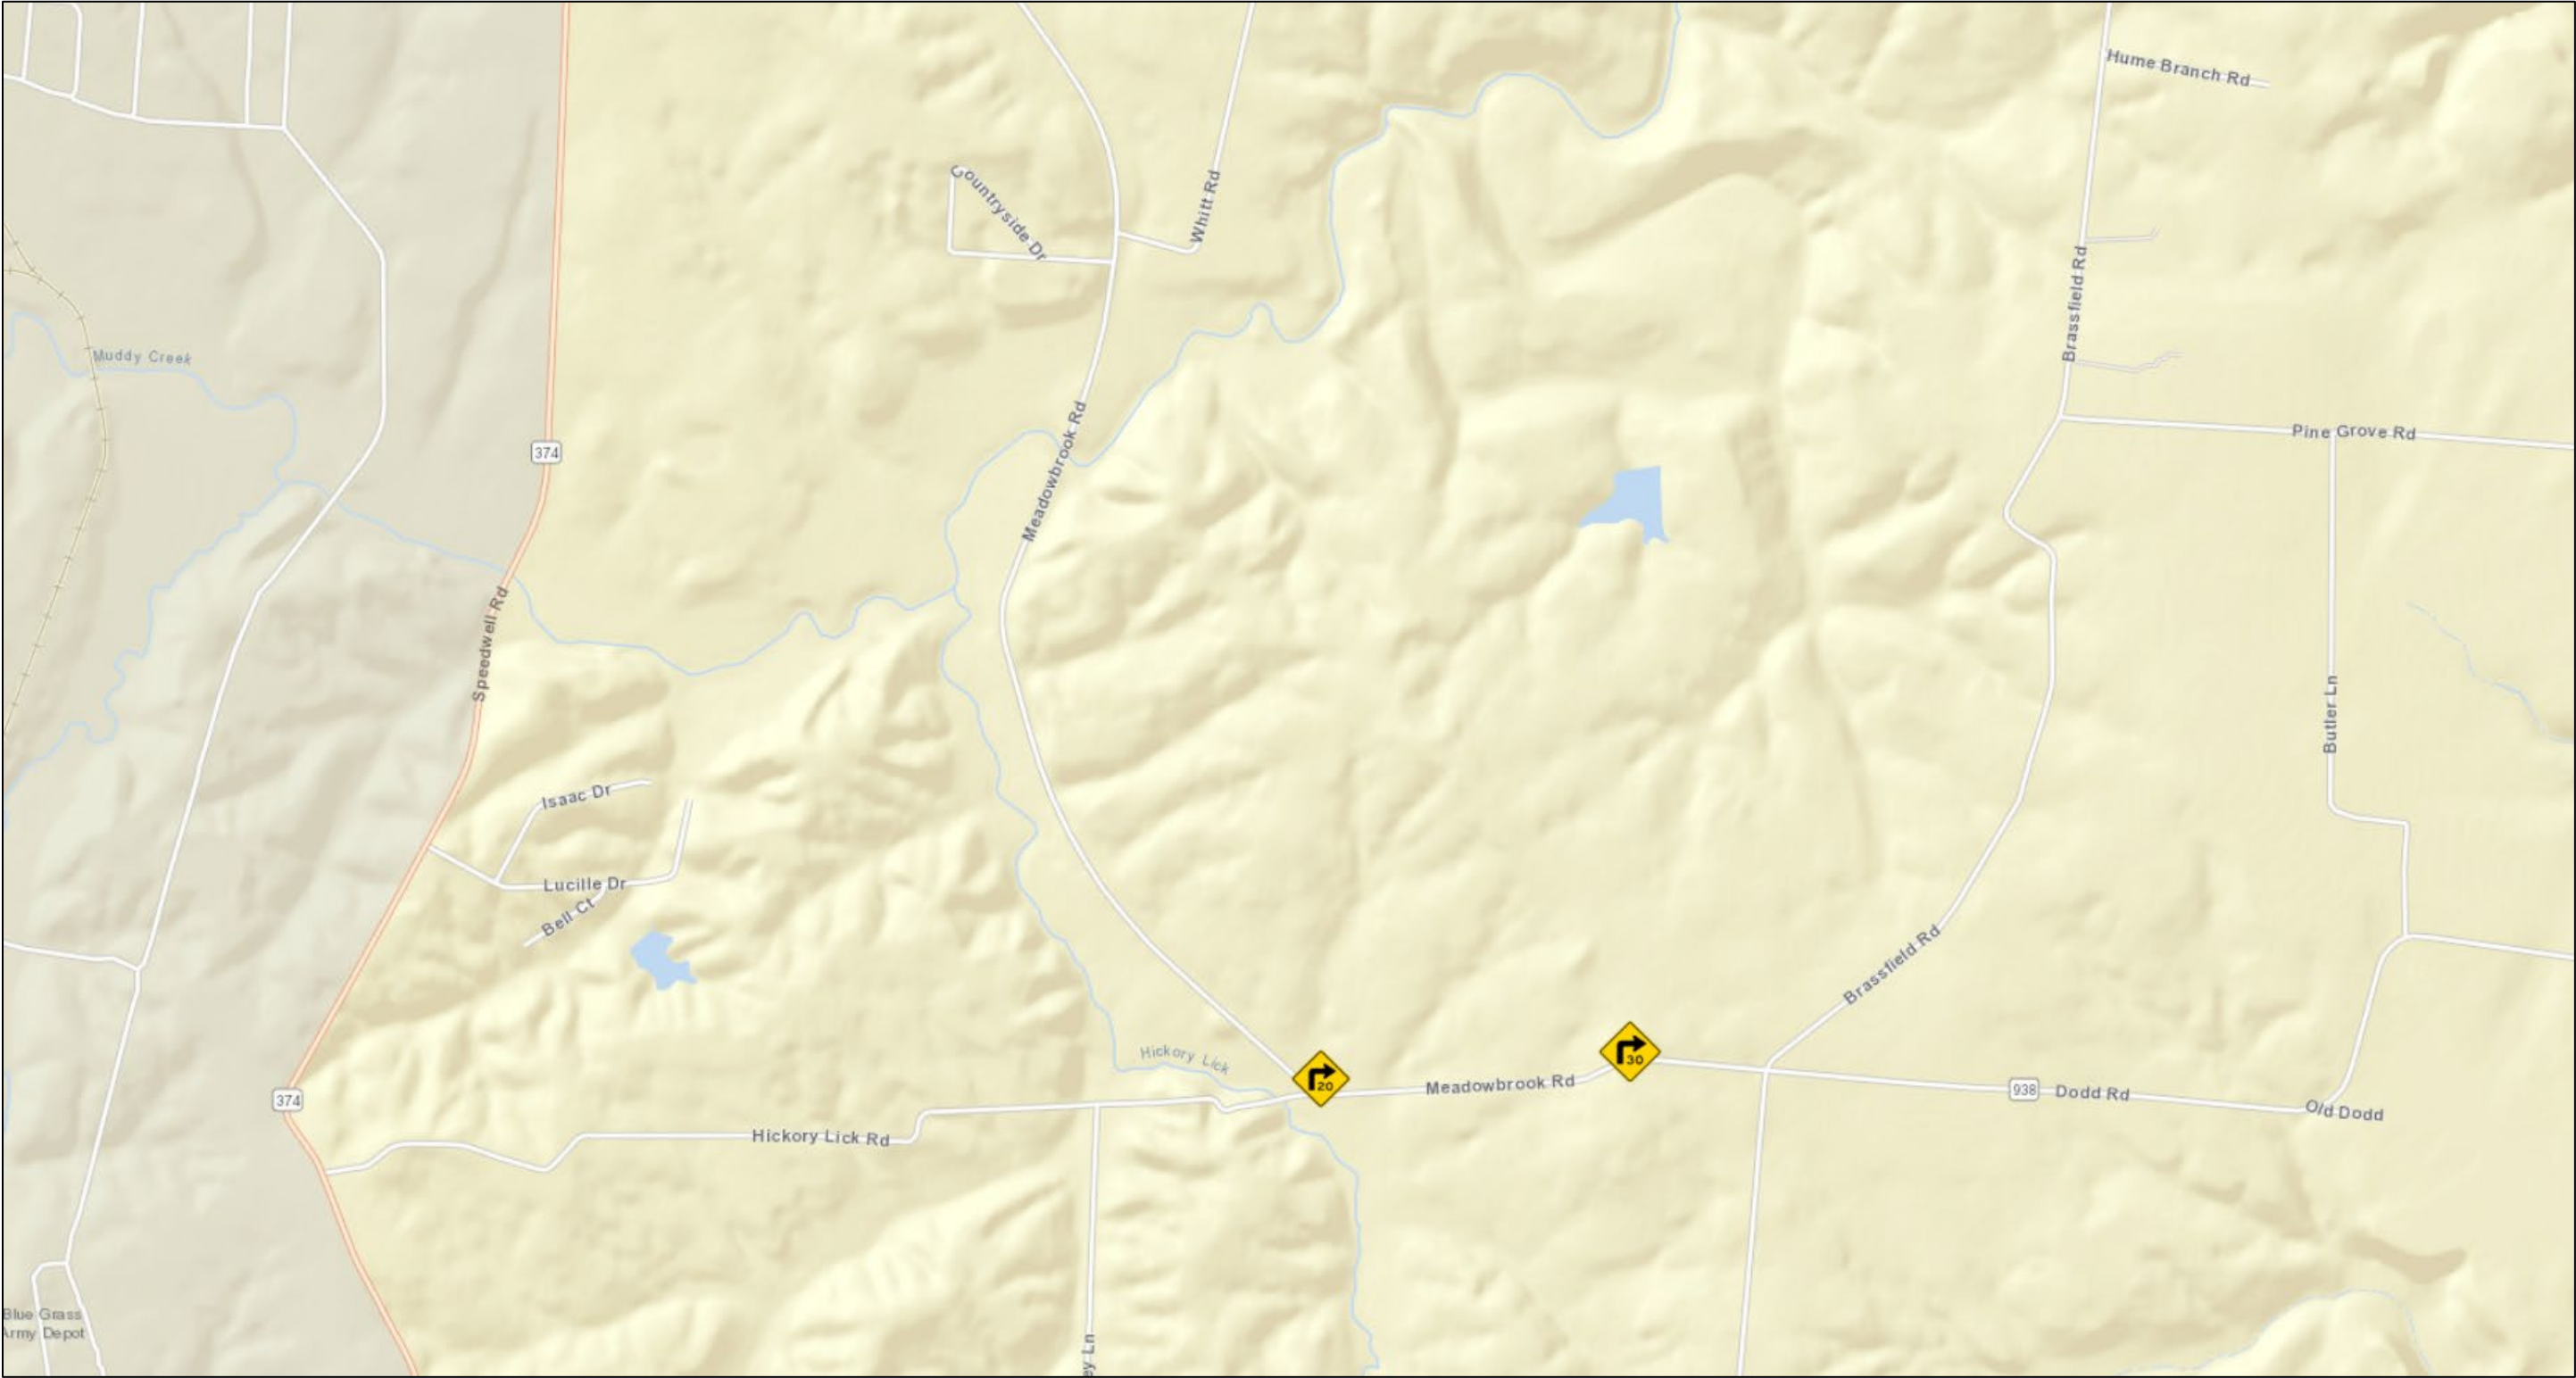 Hume Branch Rd
Countryside Dr
Whitt Rd
Brassfield Rd
Muddy Creek
374
Meadowbrook Rd
Pine Grove Rd
Speedwell Rd
Butler Ln
Isaac Dr
Lucille Dr
Bell Ct
Brassfield Rd
Hickory Lick
20
30
Meadowbrook Rd
374
938
Dodd Rd
Old Dodd
Hickory Lick Rd
Blue Grass
Army Depot
ey Ln